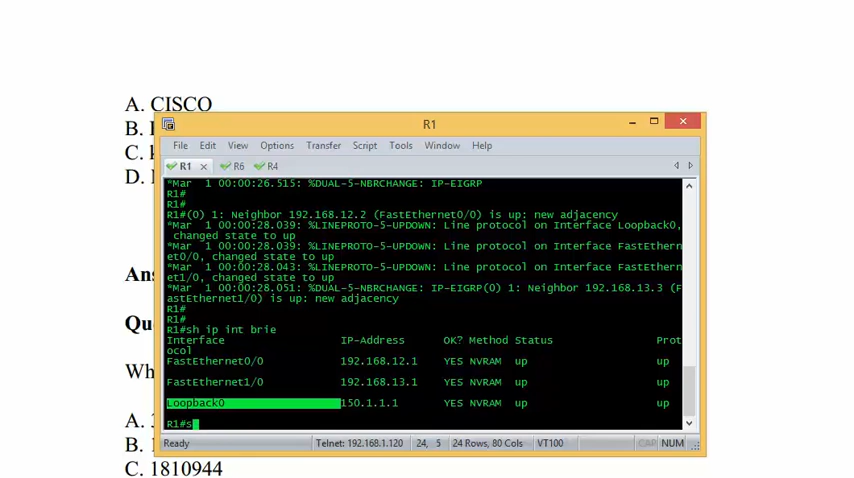 A. CISCO
R1
B.
File Edit View Options Transfer Script Tools Window Help
C.
R1 R6 R4
D.
*Mar 1 00:00:26.515: %DUAL-5-NBRCHANGE: IP-EIGRP
R1#
R1#
R1#(0) 1: Neighbor 192.168.12.2 (FastEthernet0/0) is up: new adjacency
*Mar 1 00:00:28.039: %LINEPROTO-5-UPDOWN: Line protocol on Interface Loopback0,
changed state to up
*Mar 1 00:00:28.039: %LINEPROTO-5-UPDOWN: Line protocol on Interface FastEthern
et0/0, changed state to up
*Mar 1 00:00:28.043: %LINEPROTO-5-UPDOWN: Line protocol on Interface FastEthern
et1/0, changed state to up
*Mar 1 00:00:28.051: %DUAL-5-NBRCHANGE: IP-EIGRP(0) 1: Neighbor 192.168.13.3 (F
astEthernet1/0) is up: new adjacency
R1#
R1#
R1#sh ip int brie
Interface IP-Address OK? Method Status Prot
ocol
FastEthernet0/0 192.168.12.1 YES NVRAM up up
FastEthernet1/0 192.168.13.1 YES NVRAM up up
Loopback0 150.1.1.1 YES NVRAM up up
R1#s
Ready Telnet: 192.168.1.120 24, 5 24 Rows, 80 Cols VT100 CAP NUM
Ans
Qu
Wh
A. 3
B. 1
C. 1810944